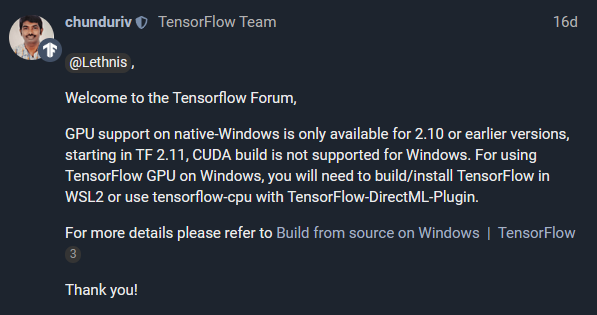 chunduriv TensorFlow Team 16d
@Lethnis,
Welcome to the Tensorflow Forum,
GPU support on native-Windows is only available for 2.10 or earlier versions,
starting in TF 2.11, CUDA build is not supported for Windows. For using
TensorFlow GPU on Windows, you will need to build/install TensorFlow in
WSL2 or use tensorflow-cpu with TensorFlow-DirectML-Plugin.
For more details please refer to Build from source on Windows | TensorFlow
3
Thank you!